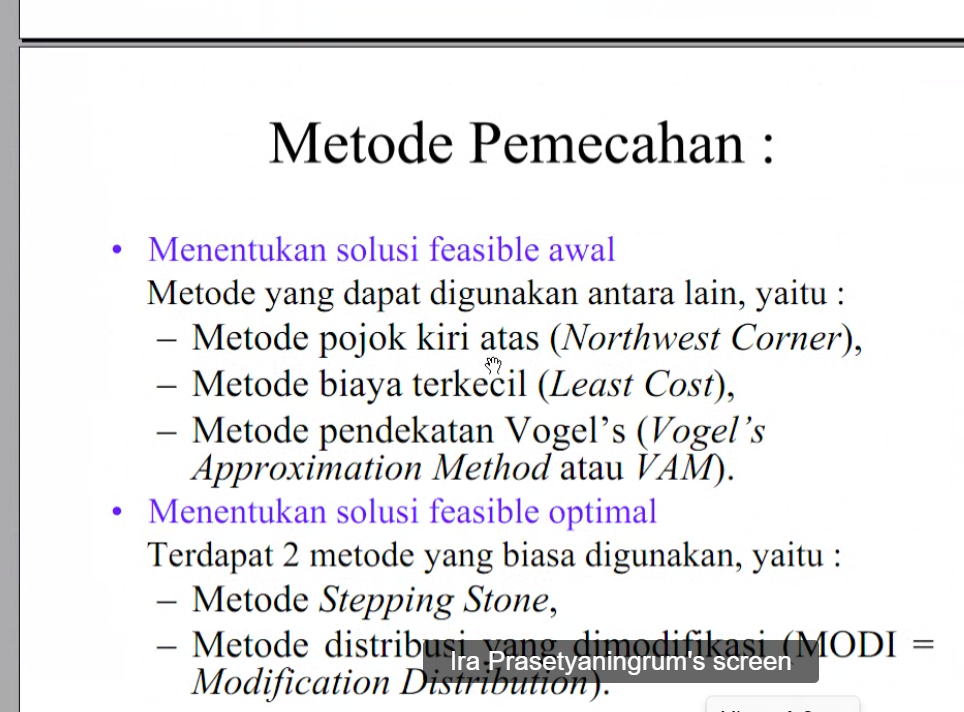 Metode Pemecahan :
• Menentukan solusi feasible awal
Metode yang dapat digunakan antara lain, yaitu :
– Metode pojok kiri atas (Northwest Corner),
– Metode biaya terkecil (Least Cost),
– Metode pendekatan Vogel’s (Vogel’s
Approximation Method atau VAM).
• Menentukan solusi feasible optimal
Terdapat 2 metode yang biasa digunakan, yaitu :
– Metode Stepping Stone,
– Metode distribusi yang dimodifikasi (MODI =
Ira Prasetyaningrum's screen
Modification Distribution).